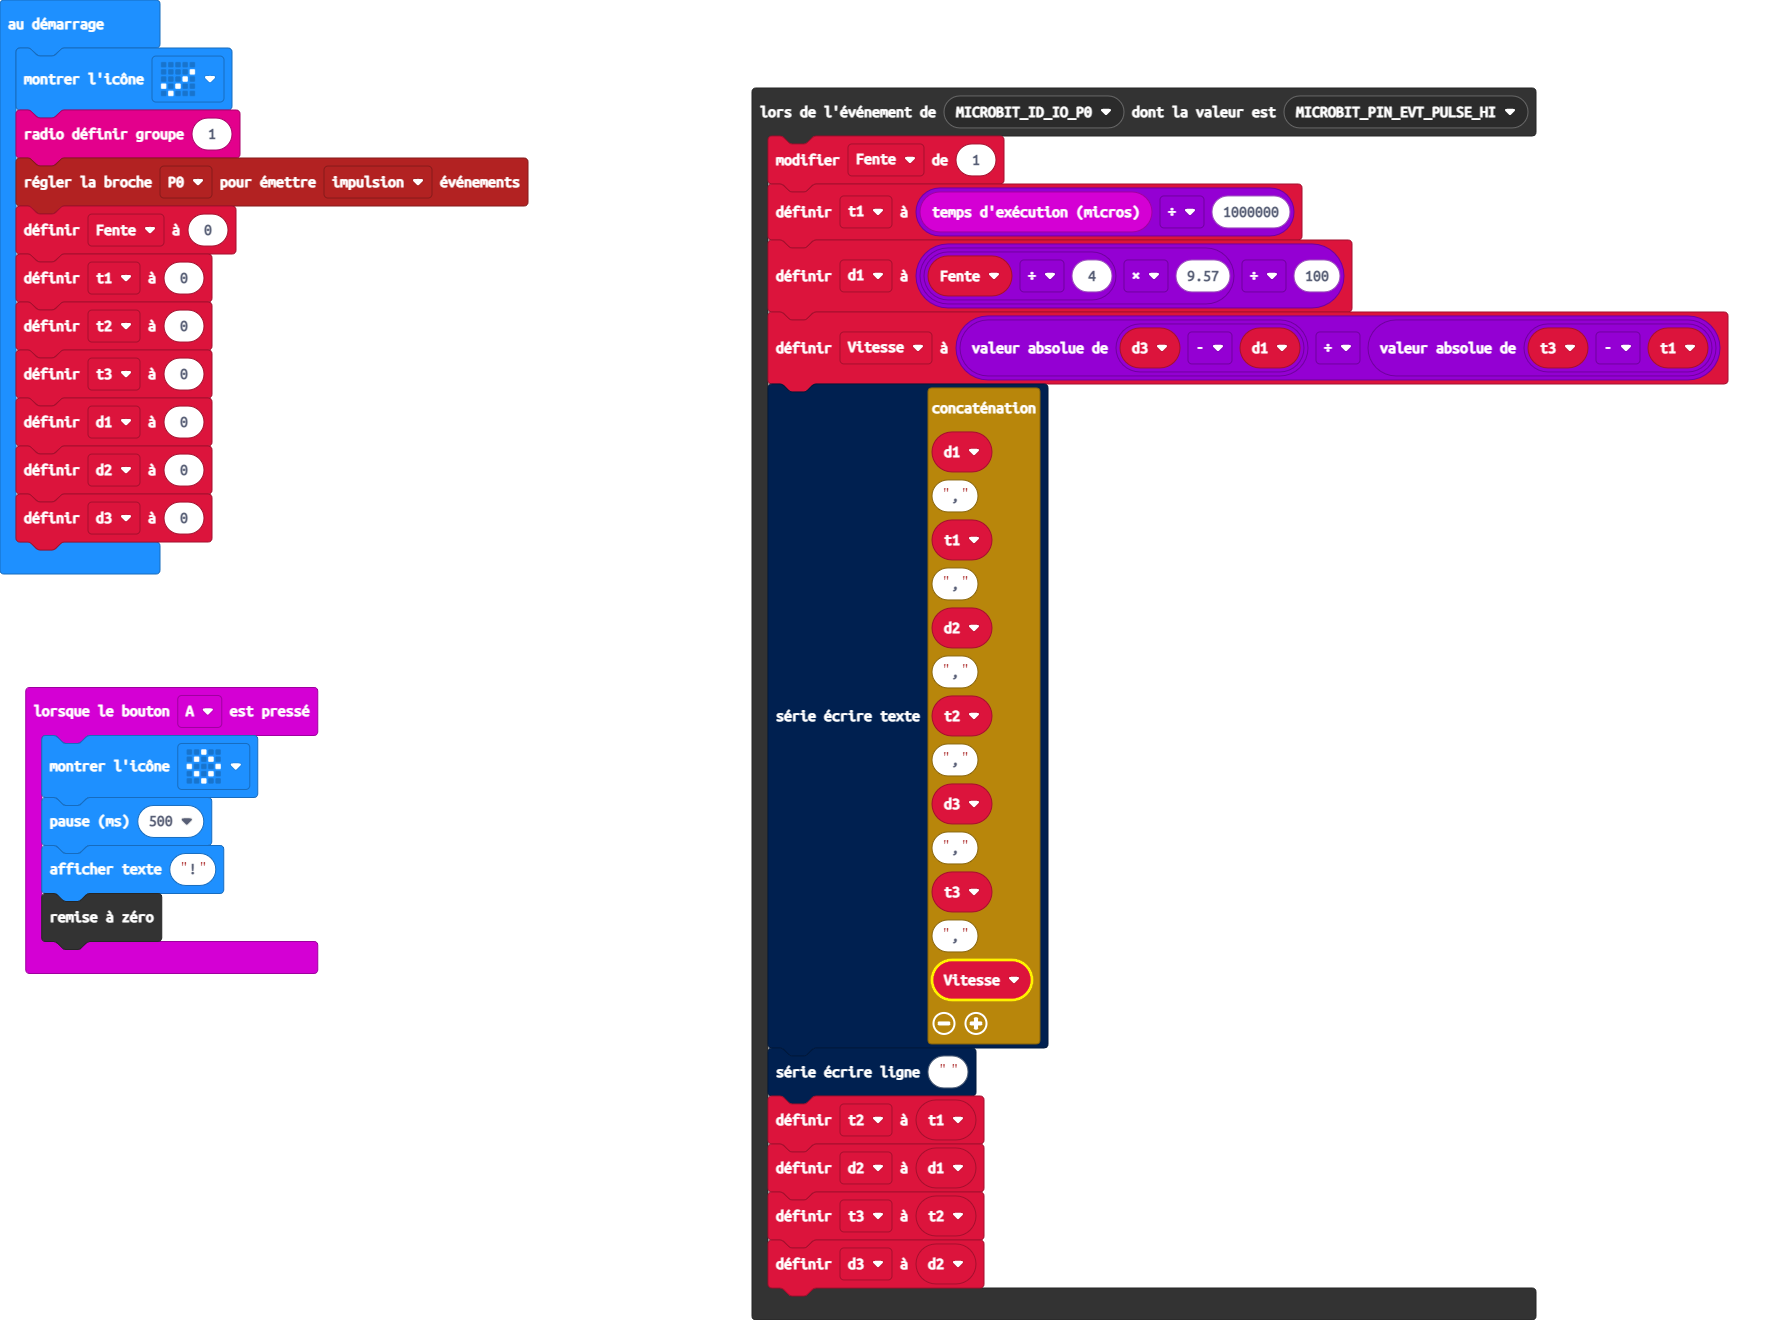 au démarrage
montrer l'icône
radio définir groupe 1
régler la broche P0 pour émettre impulsion événements
définir Fente à 0
définir t1 à 0
définir t2 à 0
définir t3 à 0
définir d1 à 0
définir d2 à 0
définir d3 à 0
lorsque le bouton A est pressé
montrer l'icône
pause (ms) 500
afficher texte "!"
remise à zéro
lors de l'événement de MICROBIT_ID_IO_P0 dont la valeur est MICROBIT_PIN_EVT_PULSE_HI
modifier Fente de 1
définir t1 à temps d'exécution (micros) ÷ 1000000
définir d1 à Fente ÷ 4 × 9.57 ÷ 100
définir Vitesse à valeur absolue de d3 - d1 ÷ valeur absolue de t3 - t1
série écrire texte
concaténation
d1
","
t1
","
d2
","
t2
","
d3
","
t3
","
Vitesse
série écrire ligne " "
définir t2 à t1
définir d2 à d1
définir t3 à t2
définir d3 à d2